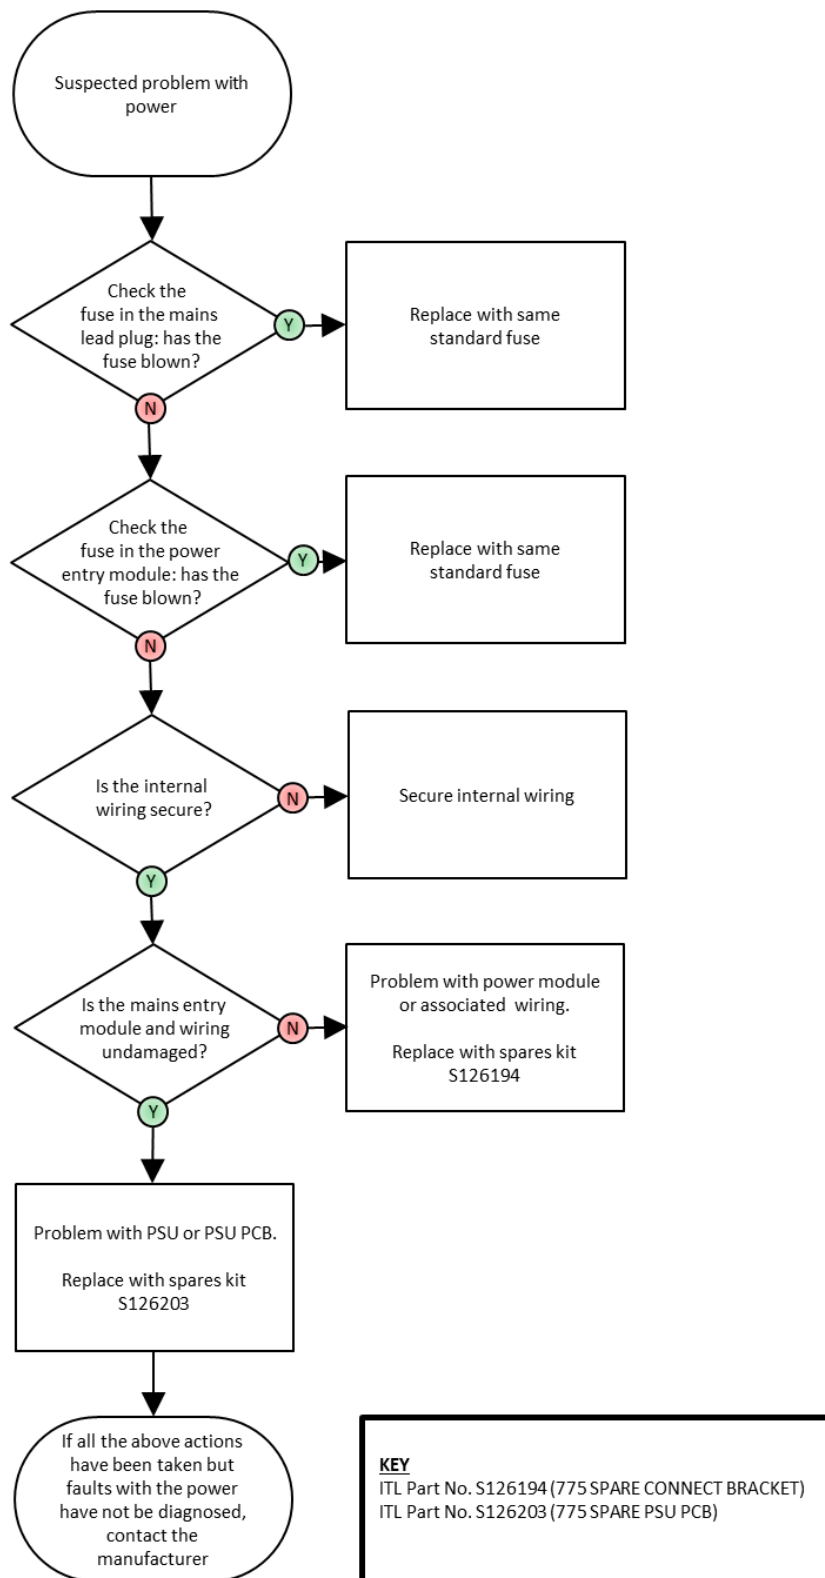 Suspected problem with
power
Check the
fuse in the mains
lead plug: has the
fuse blown?
Y
Replace with same
standard fuse
N
Check the
fuse in the power
entry module: has the
fuse blown?
Y
Replace with same
standard fuse
N
Is the internal
wiring secure?
N
Secure internal wiring
Y
Is the mains entry
module and wiring
undamaged?
N
Problem with power module
or associated wiring.
Replace with spares kit
S126194
Y
Problem with PSU or PSU PCB.
Replace with spares kit
S126203
If all the above actions
have been taken but
faults with the power
have not be diagnosed,
contact the
manufacturer
KEY
ITL Part No. S126194 (775 SPARE CONNECT BRACKET)
ITL Part No. S126203 (775 SPARE PSU PCB)